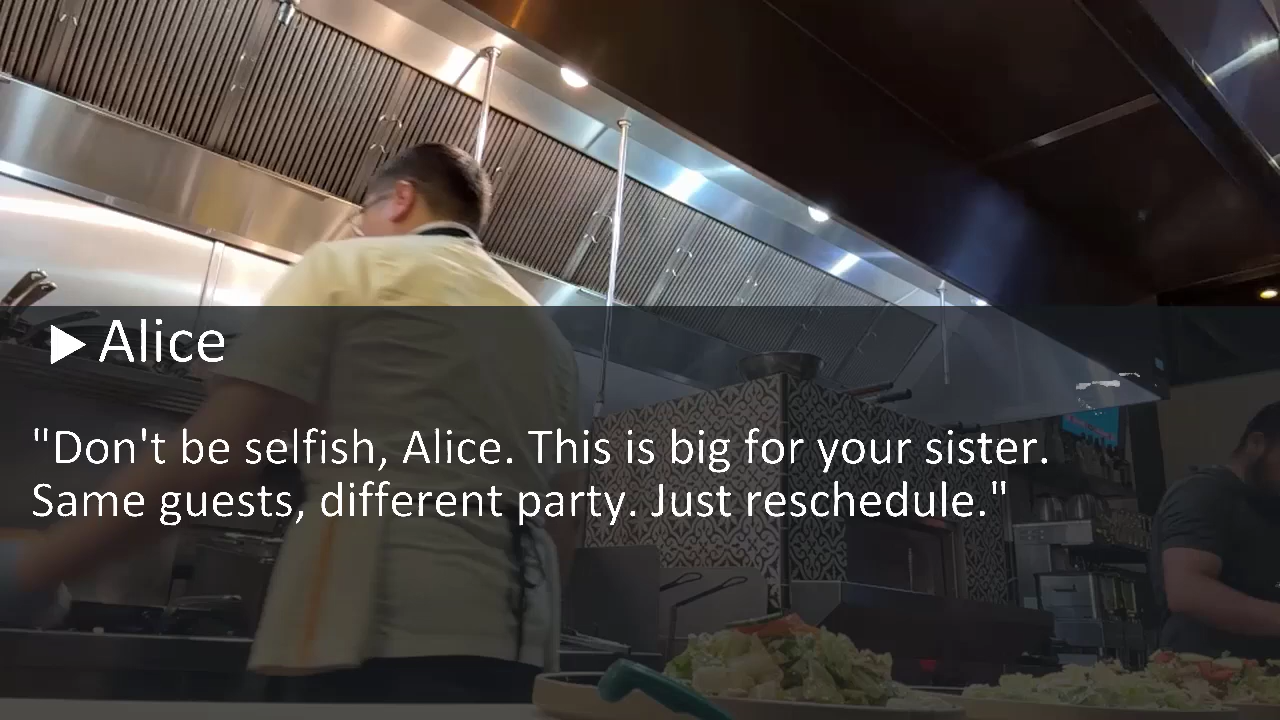 ▶Alice
"Don't be selfish, Alice. This is big for your sister.
Same guests, different party. Just reschedule."